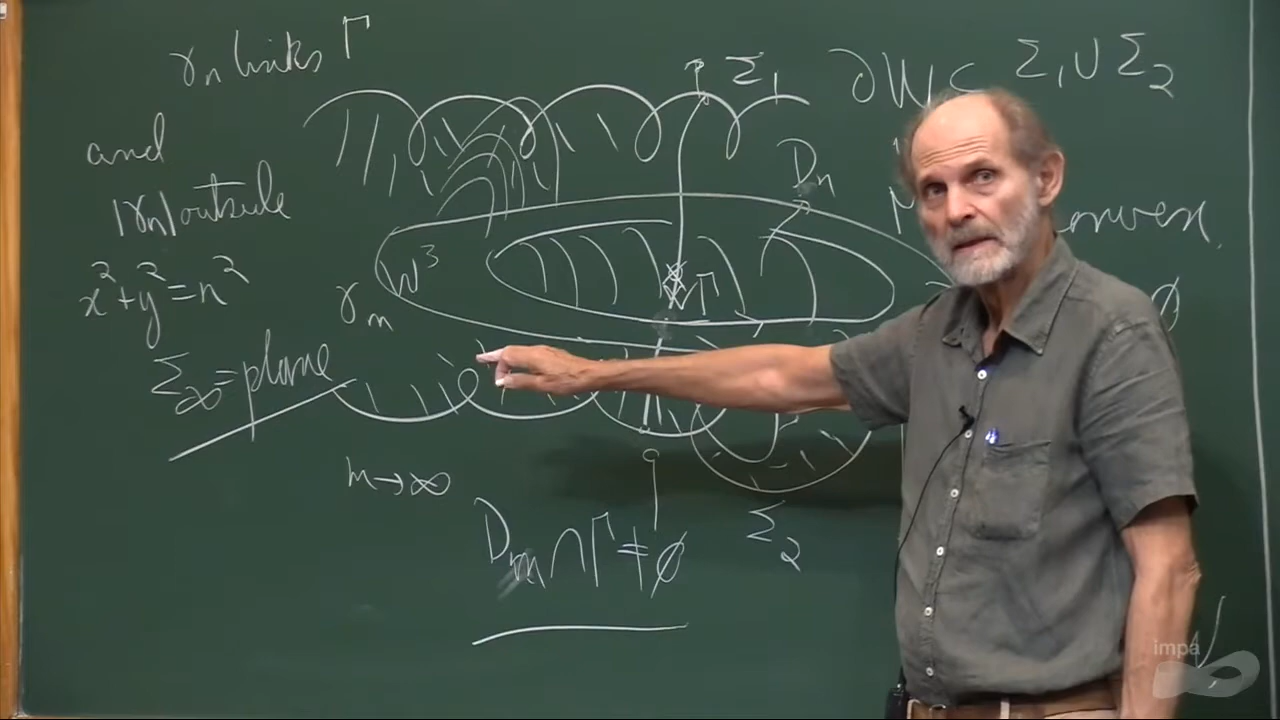 γn links Γ
and
|γn| outside
x²+y²=n²
Σ∞ = plane
n→∞
Σ₁
Dn
W³
Γ
γn
Dn∩Γ≠∅
Σ₂
∂W⊂ Σ₁∪Σ₂
∅
impa